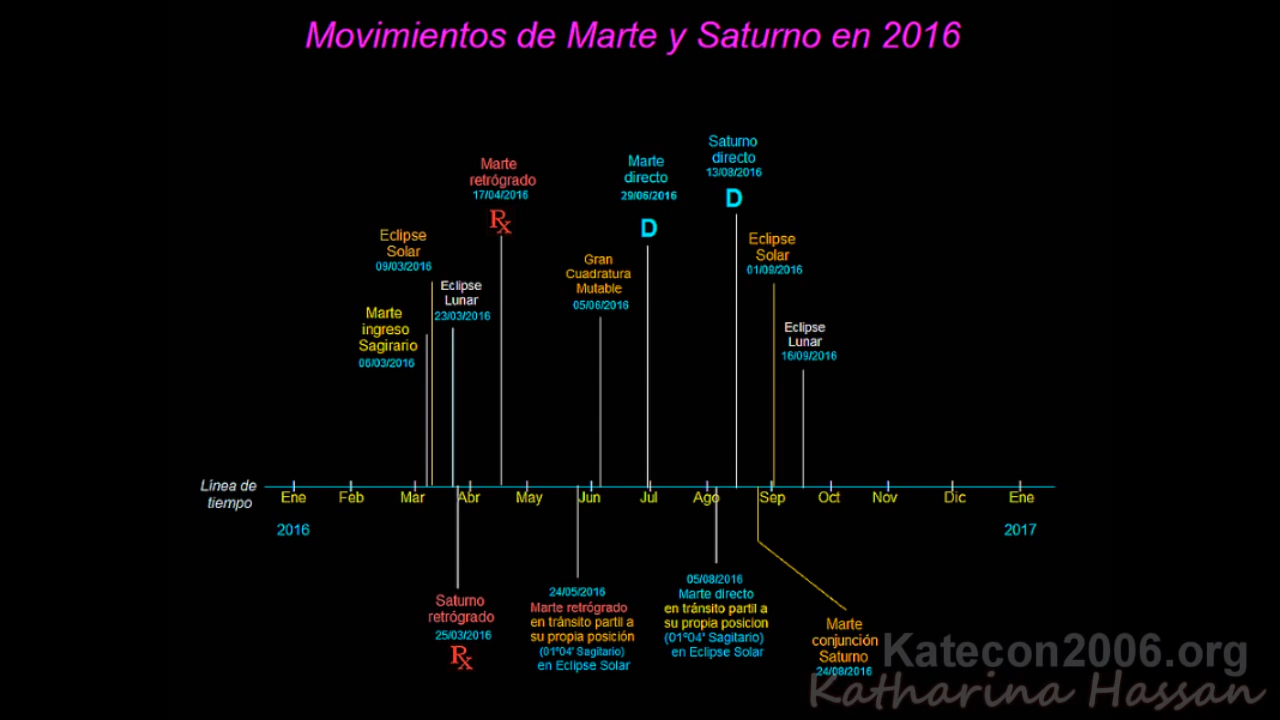 Movimientos de Marte y Saturno en 2016
Saturno
directo
13/08/2016
D
Marte
retrógrado
17/04/2016
Rx
Marte
directo
29/06/2016
D
Eclipse
Solar
09/03/2016
Eclipse
Solar
01/09/2016
Gran
Cuadratura
Mutable
05/06/2016
Eclipse
Lunar
23/03/2016
Marte
ingreso
Sagirario
06/03/2016
Eclipse
Lunar
16/09/2016
Línea de
tiempo
Ene Feb Mar Abr May Jun Jul Ago Sep Oct Nov Dic Ene
2016 2017
Saturno
retrógrado
25/03/2016
Rx
24/05/2016
Marte retrógrado
en tránsito partil a
su propia posición
(01º04' Sagitario)
en Eclipse Solar
05/08/2016
Marte directo
en tránsito partil a
su propia posicion
(01º04' Sagitario)
en Eclipse Solar
Marte
conjunción
Saturno
24/08/2016
Katecon2006.org
Katharina Hassan